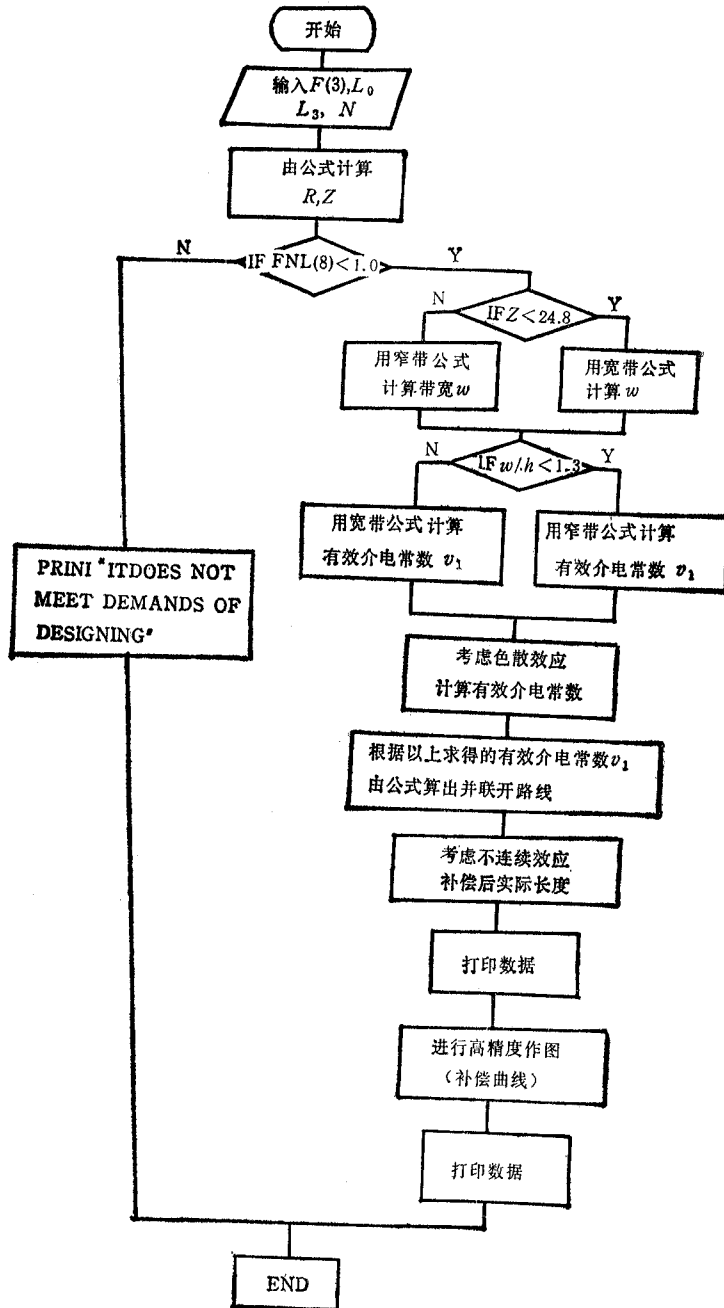 开始
输入F(3),L₀
L₃, N
由公式计算
R,Z
N
IF FNL(8)<1.0
Y
N
IFZ<24.8
Y
用窄带公式
计算带宽w
用宽带公式
计算w
N
IFw/.h<1.3
Y
用宽带公式计算
有效介电常数 v₁
用窄带公式计算
有效介电常数 v₁
PRINI "ITDOES NOT
MEET DEMANDS OF
DESIGNING"
考虑色散效应
计算有效介电常数
根据以上求得的有效介电常数v₁
由公式算出并联开路线
考虑不连续效应
补偿后实际长度
打印数据
进行高精度作图
(补偿曲线)
打印数据
END